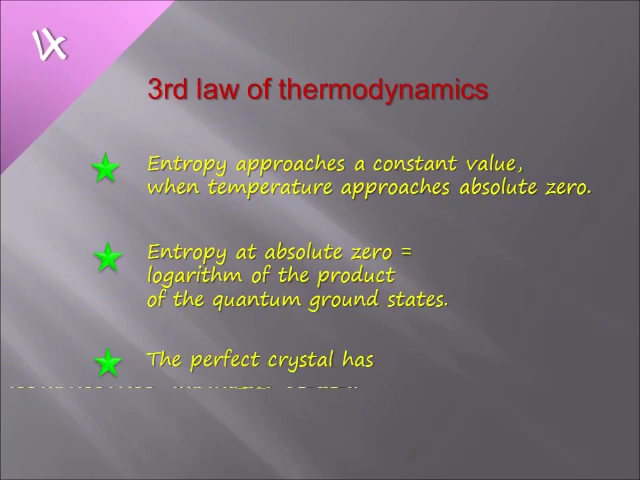 3rd law of thermodynamics
Entropy approaches a constant value,
when temperature approaches absolute zero.
Entropy at absolute zero =
logarithm of the product
of the quantum ground states.
The perfect crystal has